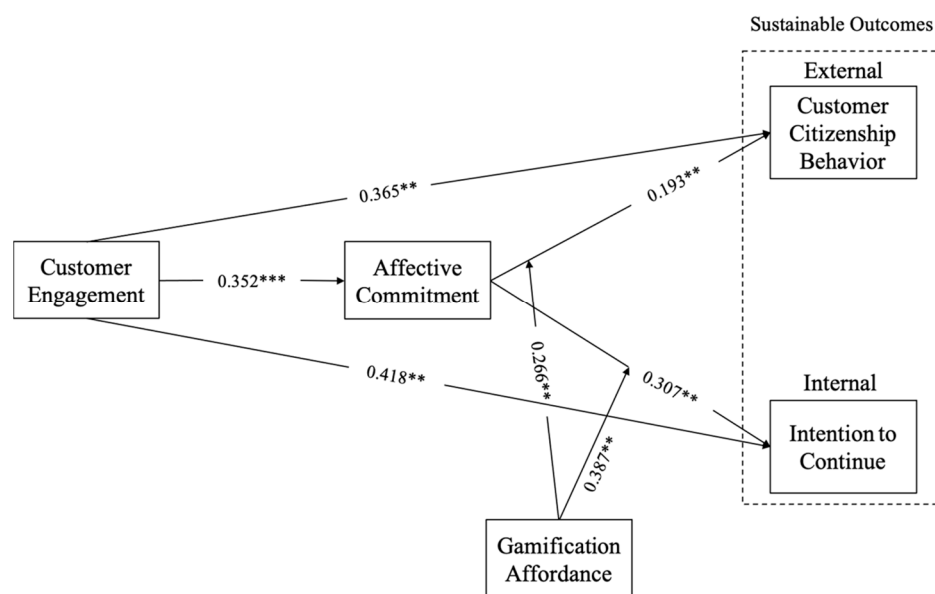 Sustainable Outcomes
External
Customer
Citizenship
Behavior
0.365**
0.193**
Customer
Engagement
0.352***
Affective
Commitment
0.266**
0.418**
0.307**
0.387**
Internal
Intention to
Continue
Gamification
Affordance